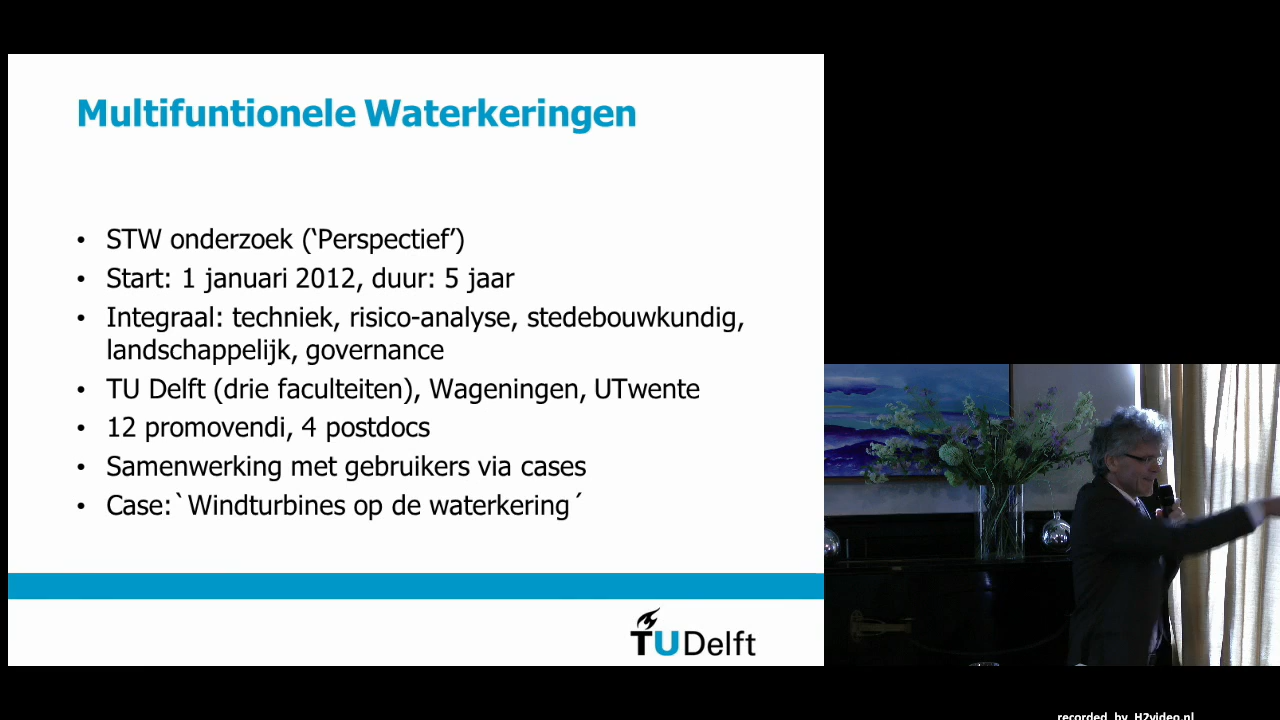 Multifuntionele Waterkeringen
• STW onderzoek (‘Perspectief’)
• Start: 1 januari 2012, duur: 5 jaar
• Integraal: techniek, risico-analyse, stedebouwkundig,
landschappelijk, governance
• TU Delft (drie faculteiten), Wageningen, UTwente
• 12 promovendi, 4 postdocs
• Samenwerking met gebruikers via cases
• Case:`Windturbines op de waterkering´
TU Delft
recorded by H2video.nl